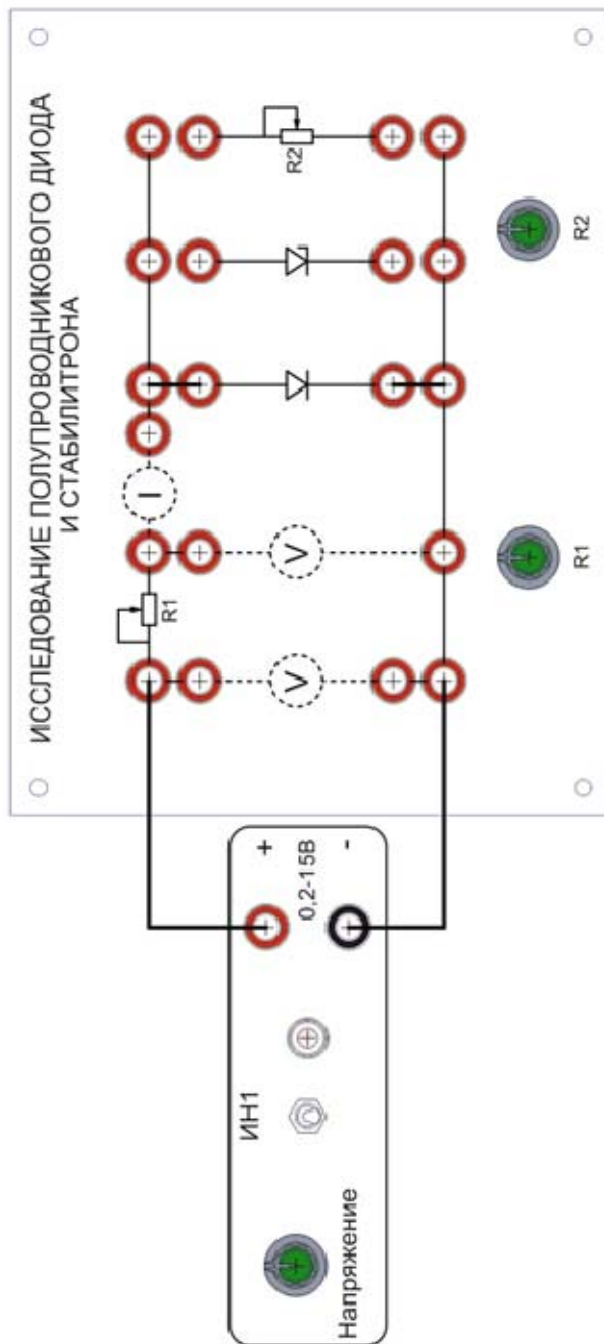 ИССЛЕДОВАНИЕ ПОЛУПРОВОДНИКОВОГО ДИОДА
И СТАБИЛИТРОНА
R1
I
V
V
R2
R1
R2
ИН1
Напряжение
+
0,2-15В
-